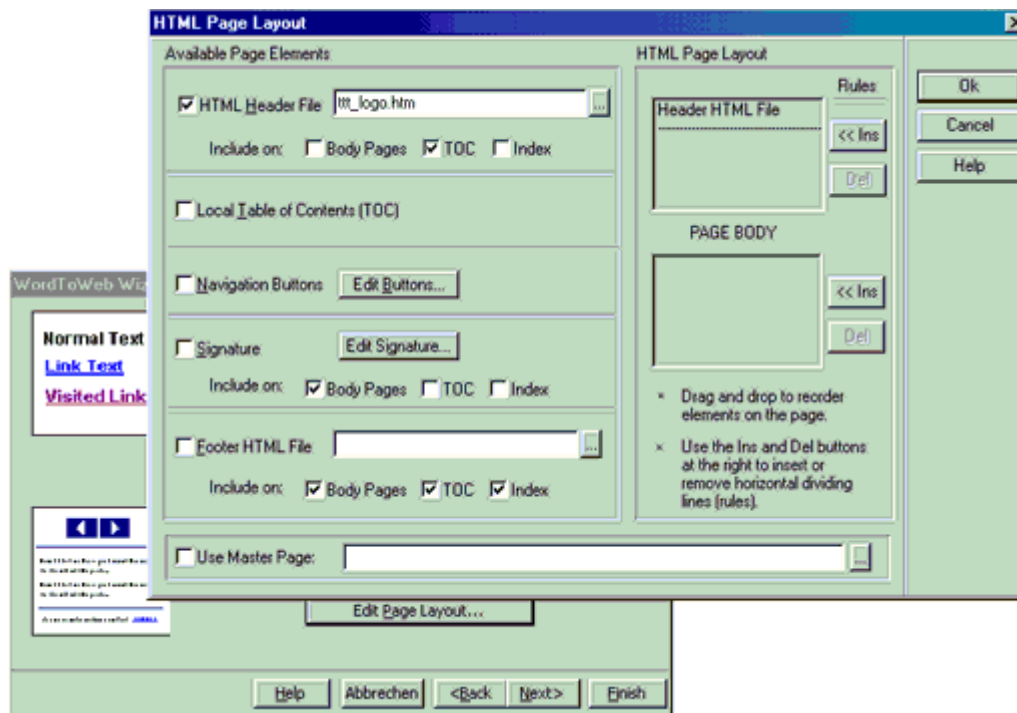 HTML Page Layout
Available Page Elements
HTML Header File
ttt_logo.htm
...
Include on:
Body Pages
TOC
Index
Local Table of Contents (TOC)
Navigation Buttons
Edit Buttons...
Signature
Edit Signature...
Include on:
Body Pages
TOC
Index
Footer HTML File
...
Include on:
Body Pages
TOC
Index
Use Master Page:
...
HTML Page Layout
Rules:
Header HTML File
<< Ins
Del
PAGE BODY
<< Ins
Del
Drag and drop to reorder
elements on the page.
Use the Ins and Del buttons
at the right to insert or
remove horizontal dividing
lines (rules).
Ok
Cancel
Help
WordToWeb Wiz
Normal Text
Link Text
Visited Link
Edit Page Layout...
Help
Abbrechen
<Back
Next>
Finish